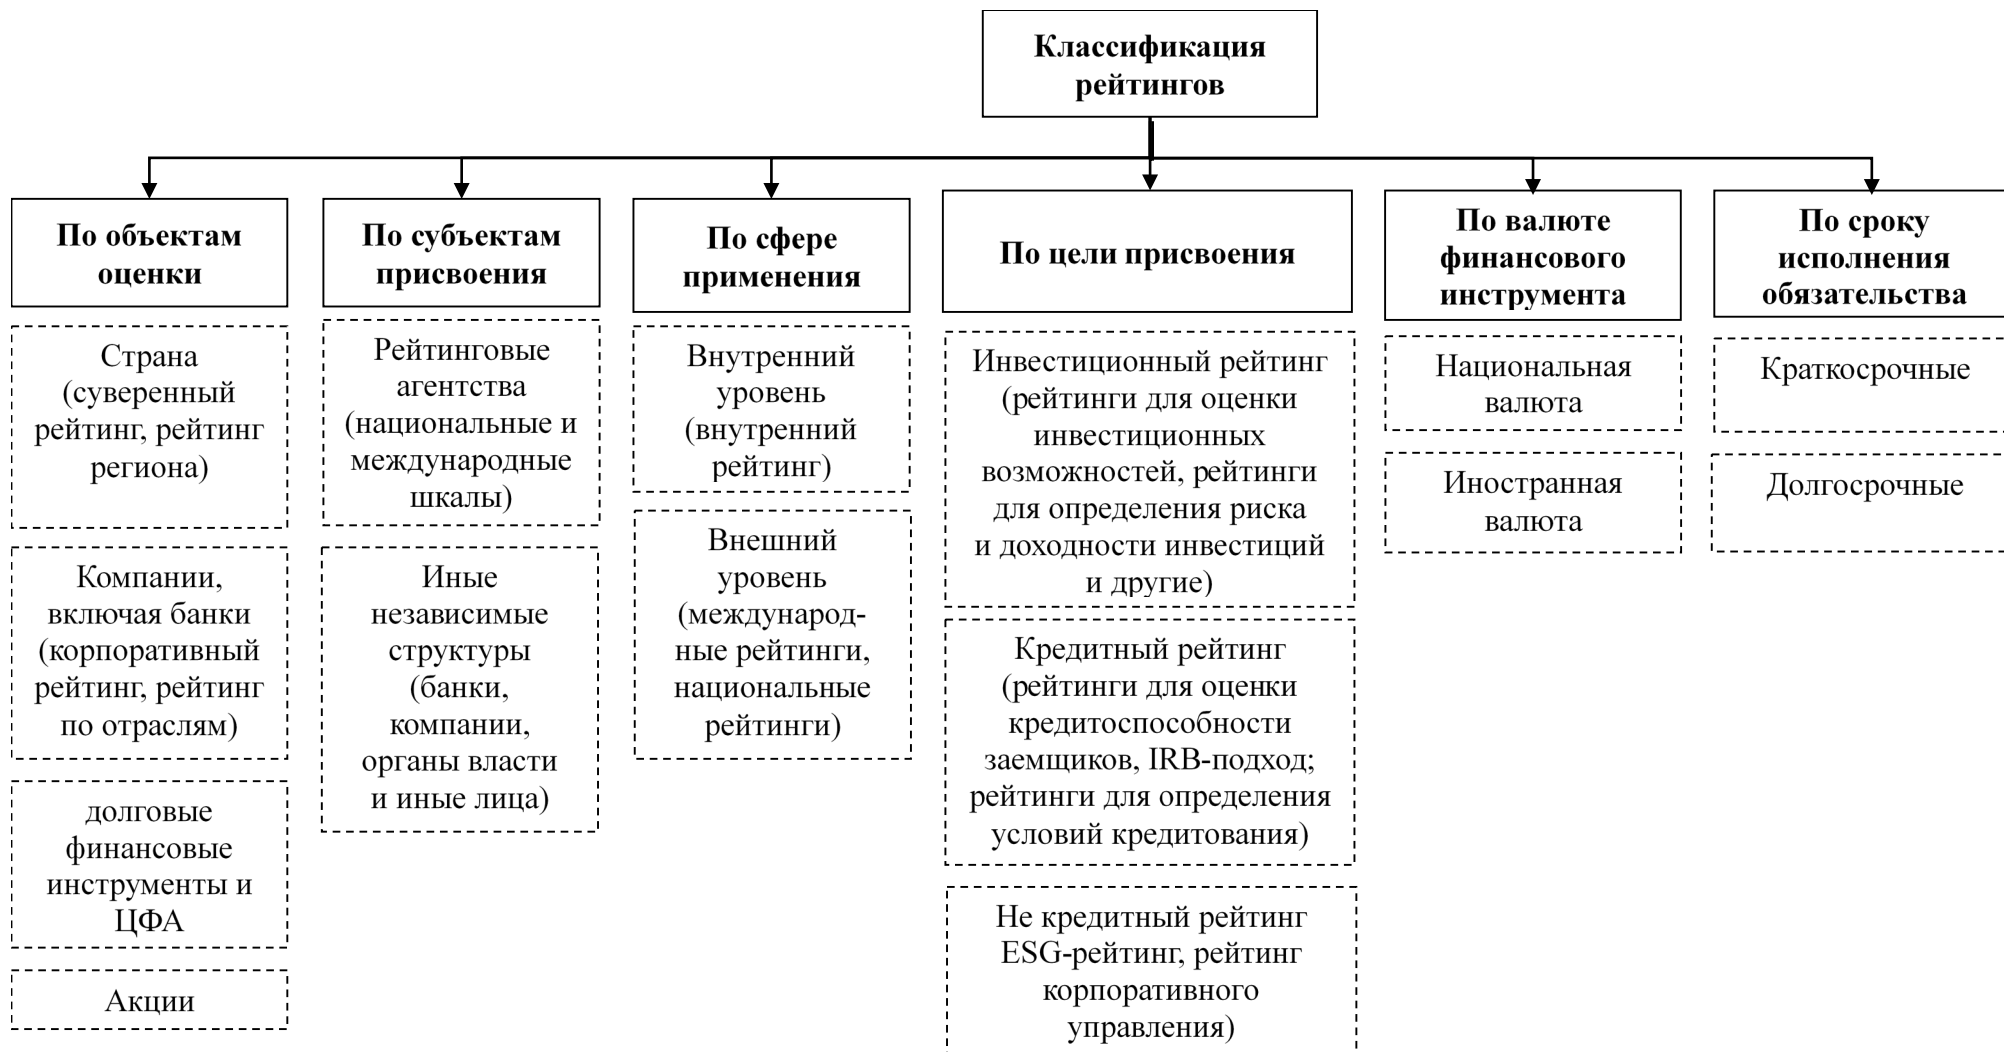 Классификация
рейтингов
По объектам
оценки
Страна
(суверенный
рейтинг, рейтинг
региона)
Компании,
включая банки
(корпоративный
рейтинг, рейтинг
по отраслям)
долговые
финансовые
инструменты и
ЦФА
Акции
По субъектам
присвоения
Рейтинговые
агентства
(национальные и
международные
шкалы)
Иные
независимые
структуры
(банки,
компании,
органы власти
и иные лица)
По сфере
применения
Внутренний
уровень
(внутренний
рейтинг)
Внешний
уровень
(международ-
ные рейтинги,
национальные
рейтинги)
По цели присвоения
Инвестиционный рейтинг
(рейтинги для оценки
инвестиционных
возможностей, рейтинги
для определения риска
и доходности инвестиций
и другие)
Кредитный рейтинг
(рейтинги для оценки
кредитоспособности
заемщиков, IRB-подход;
рейтинги для определения
условий кредитования)
Не кредитный рейтинг
ESG-рейтинг, рейтинг
корпоративного
управления)
По валюте
финансового
инструмента
Национальная
валюта
Иностранная
валюта
По сроку
исполнения
обязательства
Краткосрочные
Долгосрочные